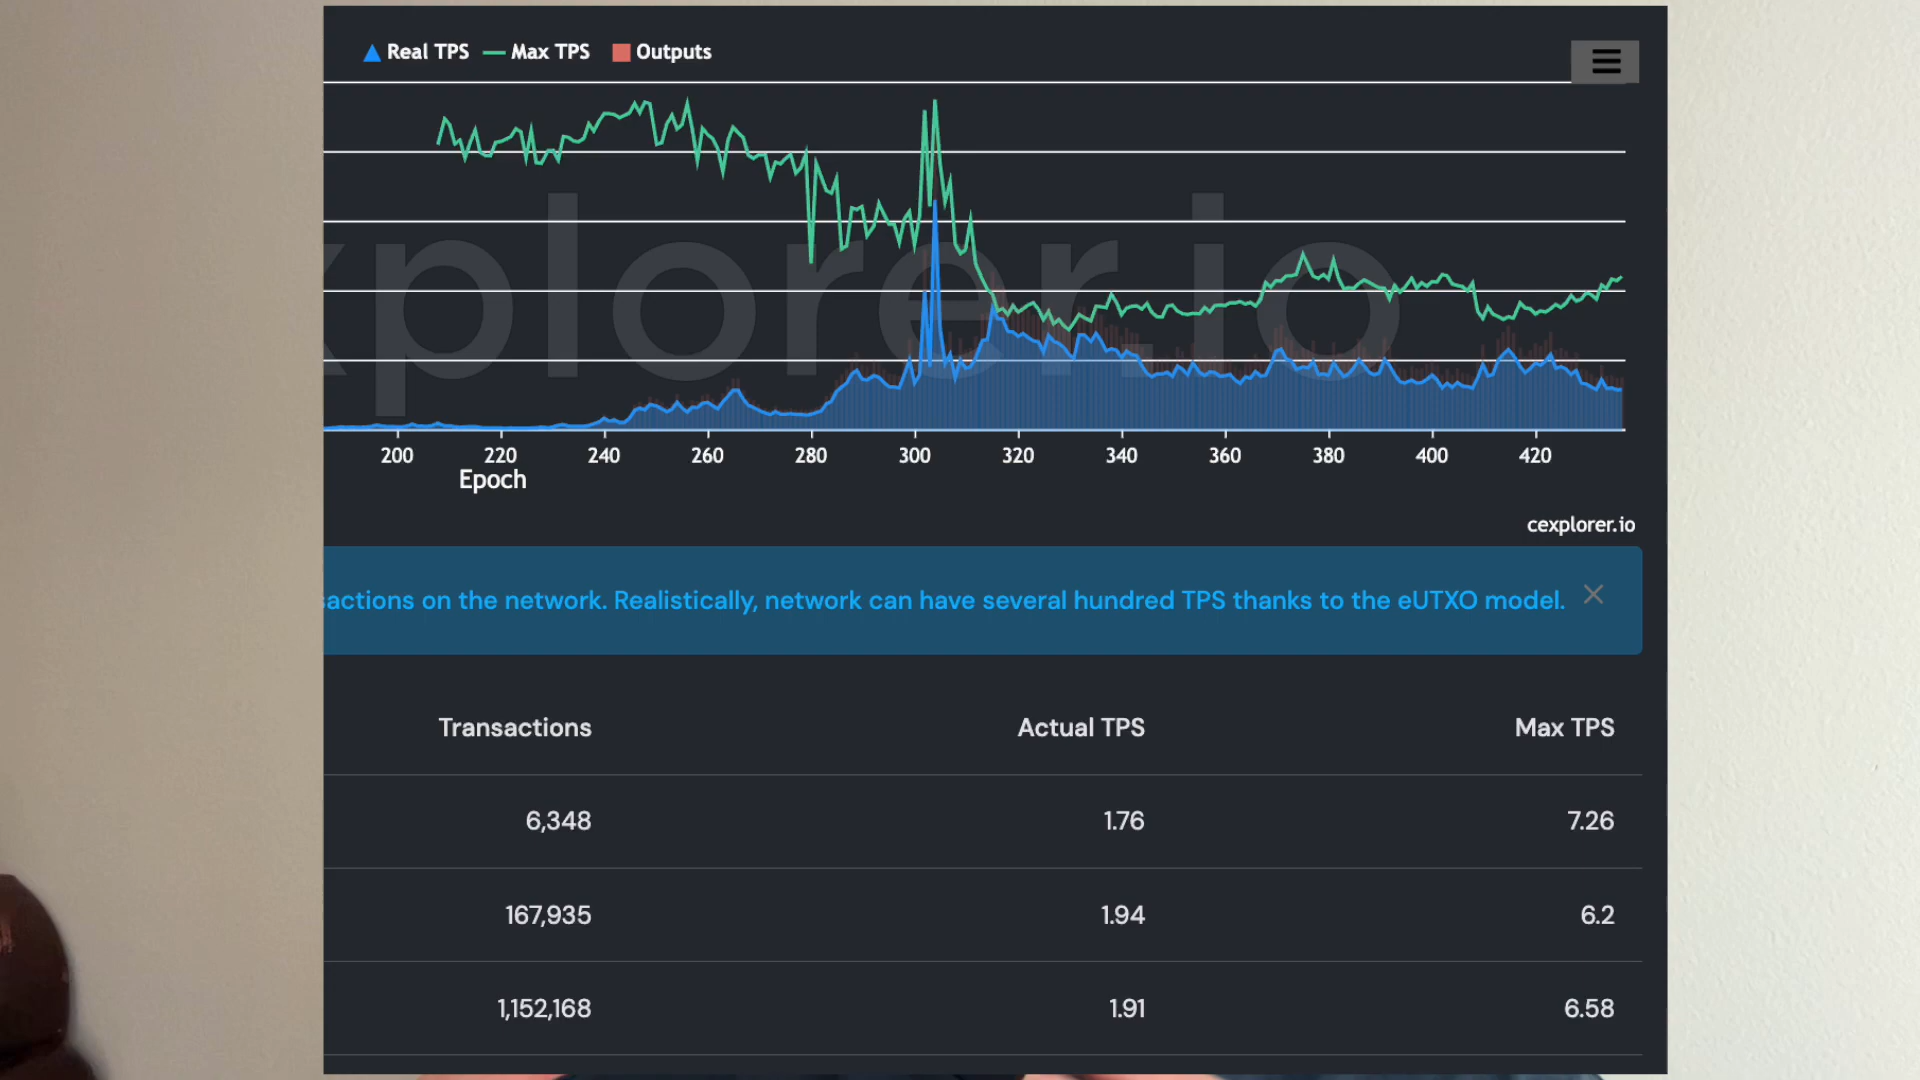 Real TPS Max TPS Outputs
xplorer.io
200 220 240 260 280 300 320 340 360 380 400 420
Epoch
cexplorer.io
actions on the network. Realistically, network can have several hundred TPS thanks to the eUTXO model.
Transactions Actual TPS Max TPS
6,348 1.76 7.26
167,935 1.94 6.2
1,152,168 1.91 6.58